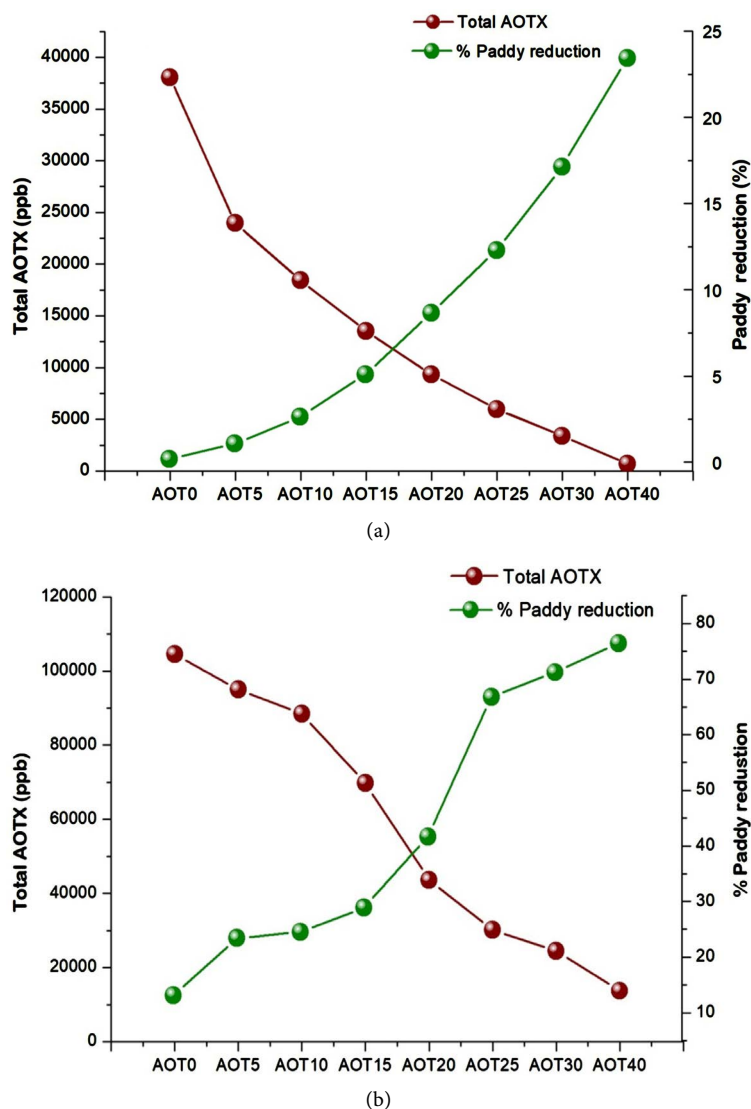 Total AOTX
% Paddy reduction
40000
35000
30000
25000
20000
15000
10000
5000
0
Total AOTX (ppb)
25
20
15
10
5
0
Paddy reduction (%)
AOT0 AOT5 AOT10 AOT15 AOT20 AOT25 AOT30 AOT40
(a)
Total AOTX
% Paddy reduction
120000
100000
80000
60000
40000
20000
0
Total AOTX (ppb)
80
70
60
50
40
30
20
10
% Paddy redustion
AOT0 AOT5 AOT10 AOT15 AOT20 AOT25 AOT30 AOT40
(b)